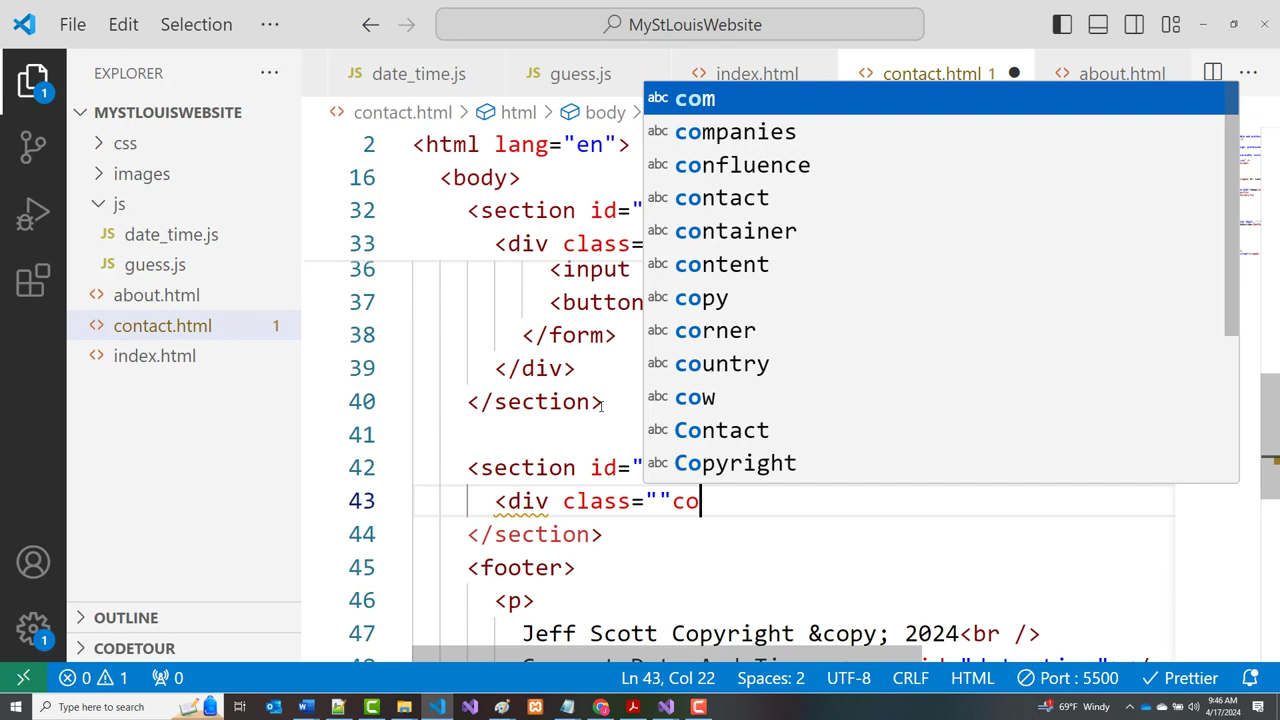 File Edit Selection ··· MyStLouisWebsite
EXPLORER ···
date_time.js guess.js index.html contact.html 1 about.html ···
MYSTLOUISWEBSITE
css
images
js
JS date_time.js
JS guess.js
about.html
contact.html 1
index.html
OUTLINE
CODETOUR
contact.html > html > body >
2 <html lang="en">
16 <body>
32 <section id="
33 <div class=
36 <input
37 <button
38 </form>
39 </div>
40 </section>
41
42 <section id="
43 <div class=""co
44 </section>
45 <footer>
46 <p>
47 Jeff Scott Copyright &copy; 2024<br />
abc com
abc companies
abc confluence
abc contact
abc container
abc content
abc copy
abc corner
abc country
abc cow
abc Contact
abc Copyright
0 1 0 Ln 43, Col 22 Spaces: 2 UTF-8 CRLF HTML Port : 5500 Prettier
Type here to search 69°F Windy 9:46 AM
4/17/2024